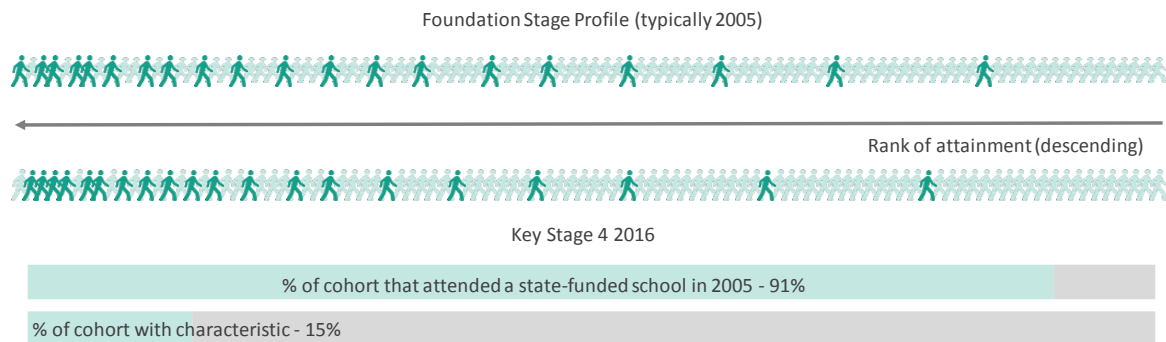 Foundation Stage Profile (typically 2005)
Rank of attainment (descending)
Key Stage 4 2016
% of cohort that attended a state-funded school in 2005 - 91%
% of cohort with characteristic - 15%